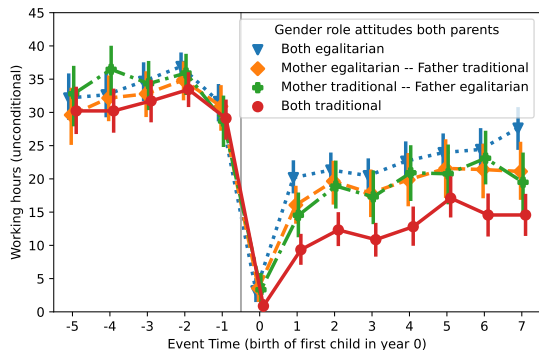 Gender role attitudes both parents
Both egalitarian
Mother egalitarian -- Father traditional
Mother traditional -- Father egalitarian
Both traditional
Working hours (unconditional)
45
40
35
30
25
20
15
10
5
0
-5 -4 -3 -2 -1 0 1 2 3 4 5 6 7
Event Time (birth of first child in year 0)